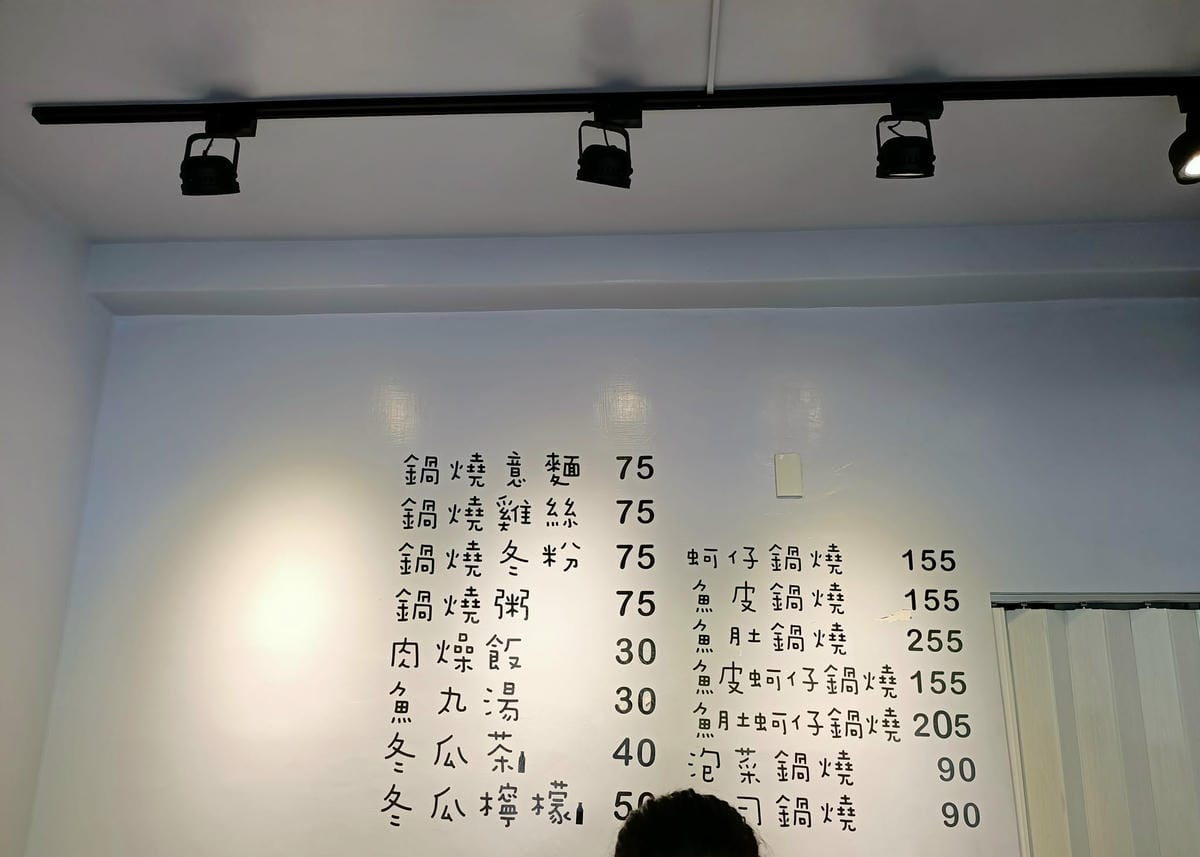 鍋燒意麵 75
鍋燒雞絲 75
鍋燒冬粉 75
鍋燒粥 75
肉燥飯 30
魚丸湯 30
冬瓜茶 40
冬瓜檸檬
蚵仔鍋燒 155
魚皮鍋燒 155
魚肚鍋燒 255
魚皮蚵仔鍋燒 155
魚肚蚵仔鍋燒 205
泡菜鍋燒 90
司鍋燒 90